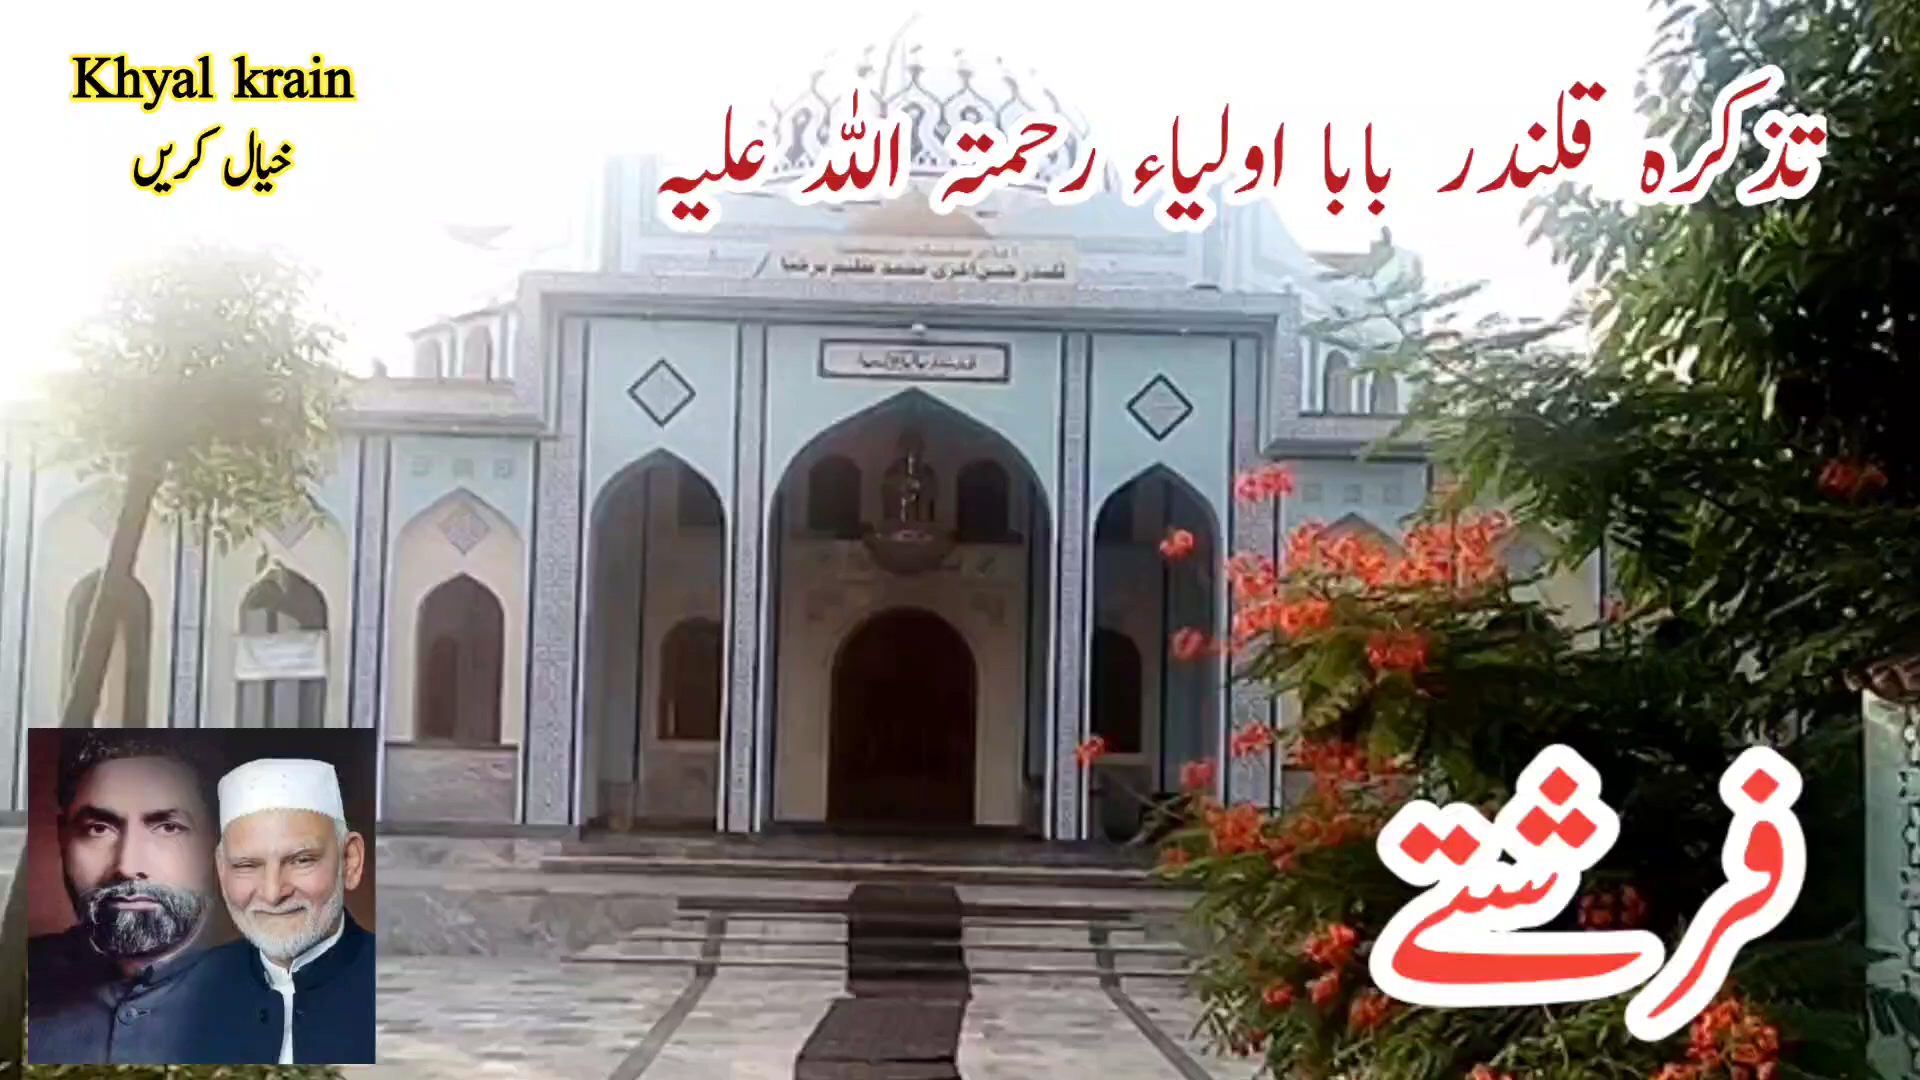 Khyal krain
خیال کریں
تذکرہ قلندر بابا اولیاء رحمتہ اللہ علیہ
فرشتے